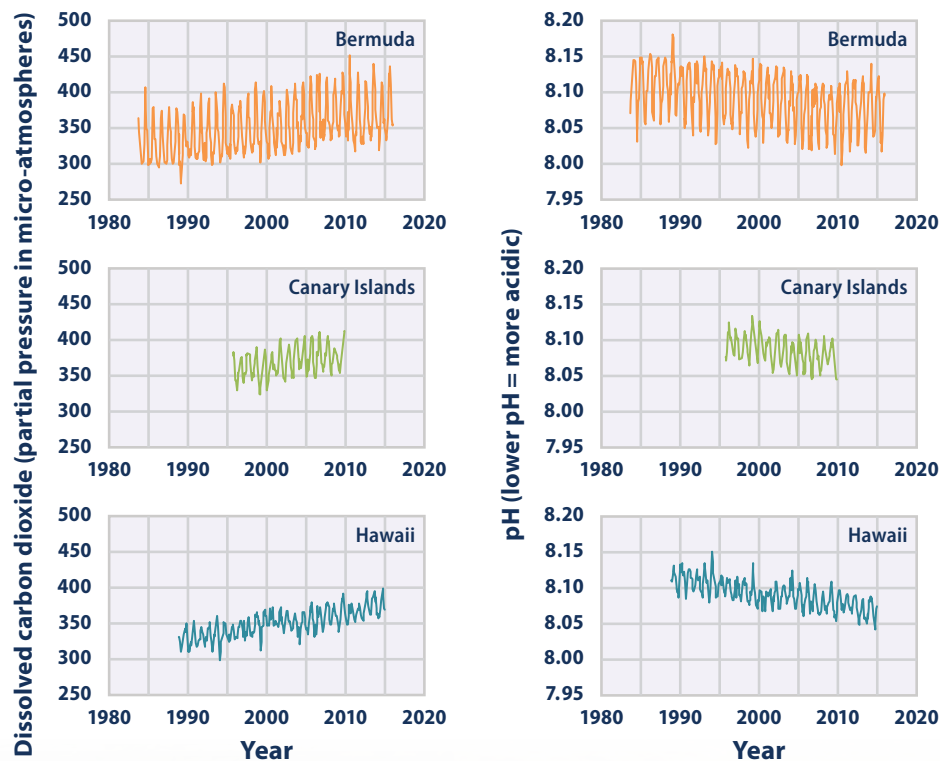 Dissolved carbon dioxide (partial pressure in micro-atmospheres)
500
450
400
350
300
250
Bermuda
1980 1990 2000 2010 2020
500
450
400
350
300
250
Canary Islands
1980 1990 2000 2010 2020
500
450
400
350
300
250
Hawaii
1980 1990 2000 2010 2020
Year
pH (lower pH = more acidic)
8.20
8.15
8.10
8.05
8.00
7.95
Bermuda
1980 1990 2000 2010 2020
8.20
8.15
8.10
8.05
8.00
7.95
Canary Islands
1980 1990 2000 2010 2020
8.20
8.15
8.10
8.05
8.00
7.95
Hawaii
1980 1990 2000 2010 2020
Year